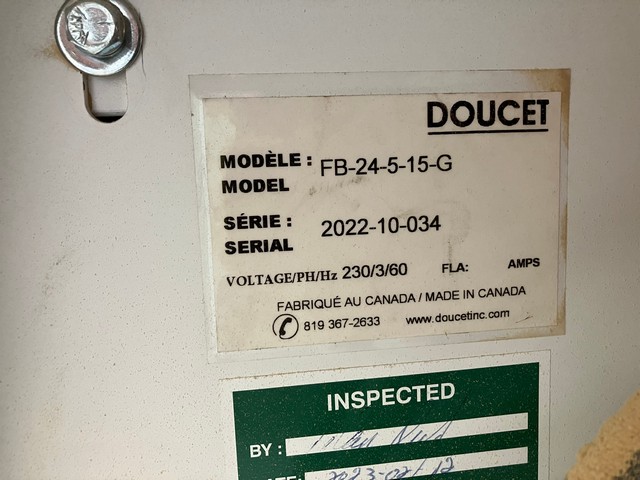 DOUCET
MODÈLE : FB-24-5-15-G
MODEL
SÉRIE : 2022-10-034
SERIAL
VOLTAGE/PH/Hz 230/3/60 FLA: AMPS
FABRIQUÉ AU CANADA / MADE IN CANADA
819 367-2633 www.doucetinc.com
INSPECTED
BY :